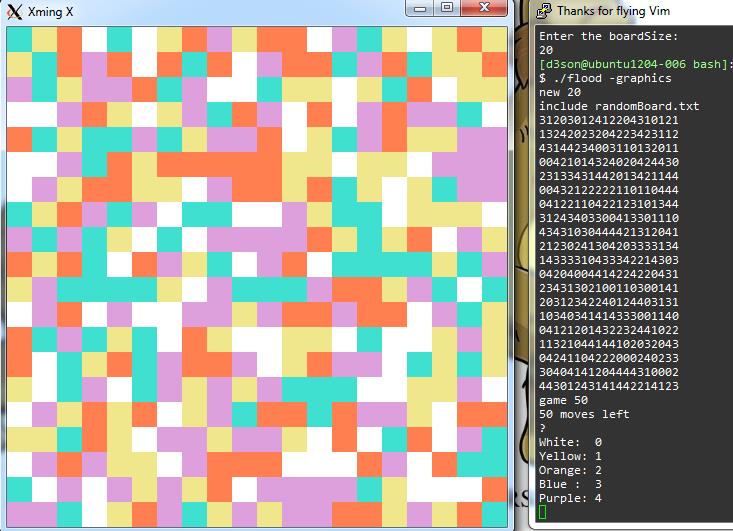 Xming X
Thanks for flying Vim
Enter the boardSize:
20
[d3son@ubuntu1204-006 bash]:
$ ./flood -graphics
new 20
include randomBoard.txt
31203012412204310121
13242023204223423112
43144234003110132011
00421014324020424430
23133431442013421144
00432122222110110444
04122110422123101344
31243403300413301110
43431030444421312041
21230241304203333134
14333310433342214303
04204004414224220431
23431302100110300141
20312342240124403131
10340341414333001140
04121201432232441022
11321044144102032043
04241104222000240233
30404141204444310002
44301243141442214123
game 50
50 moves left
?
White:  0
Yellow: 1
Orange: 2
Blue :  3
Purple: 4